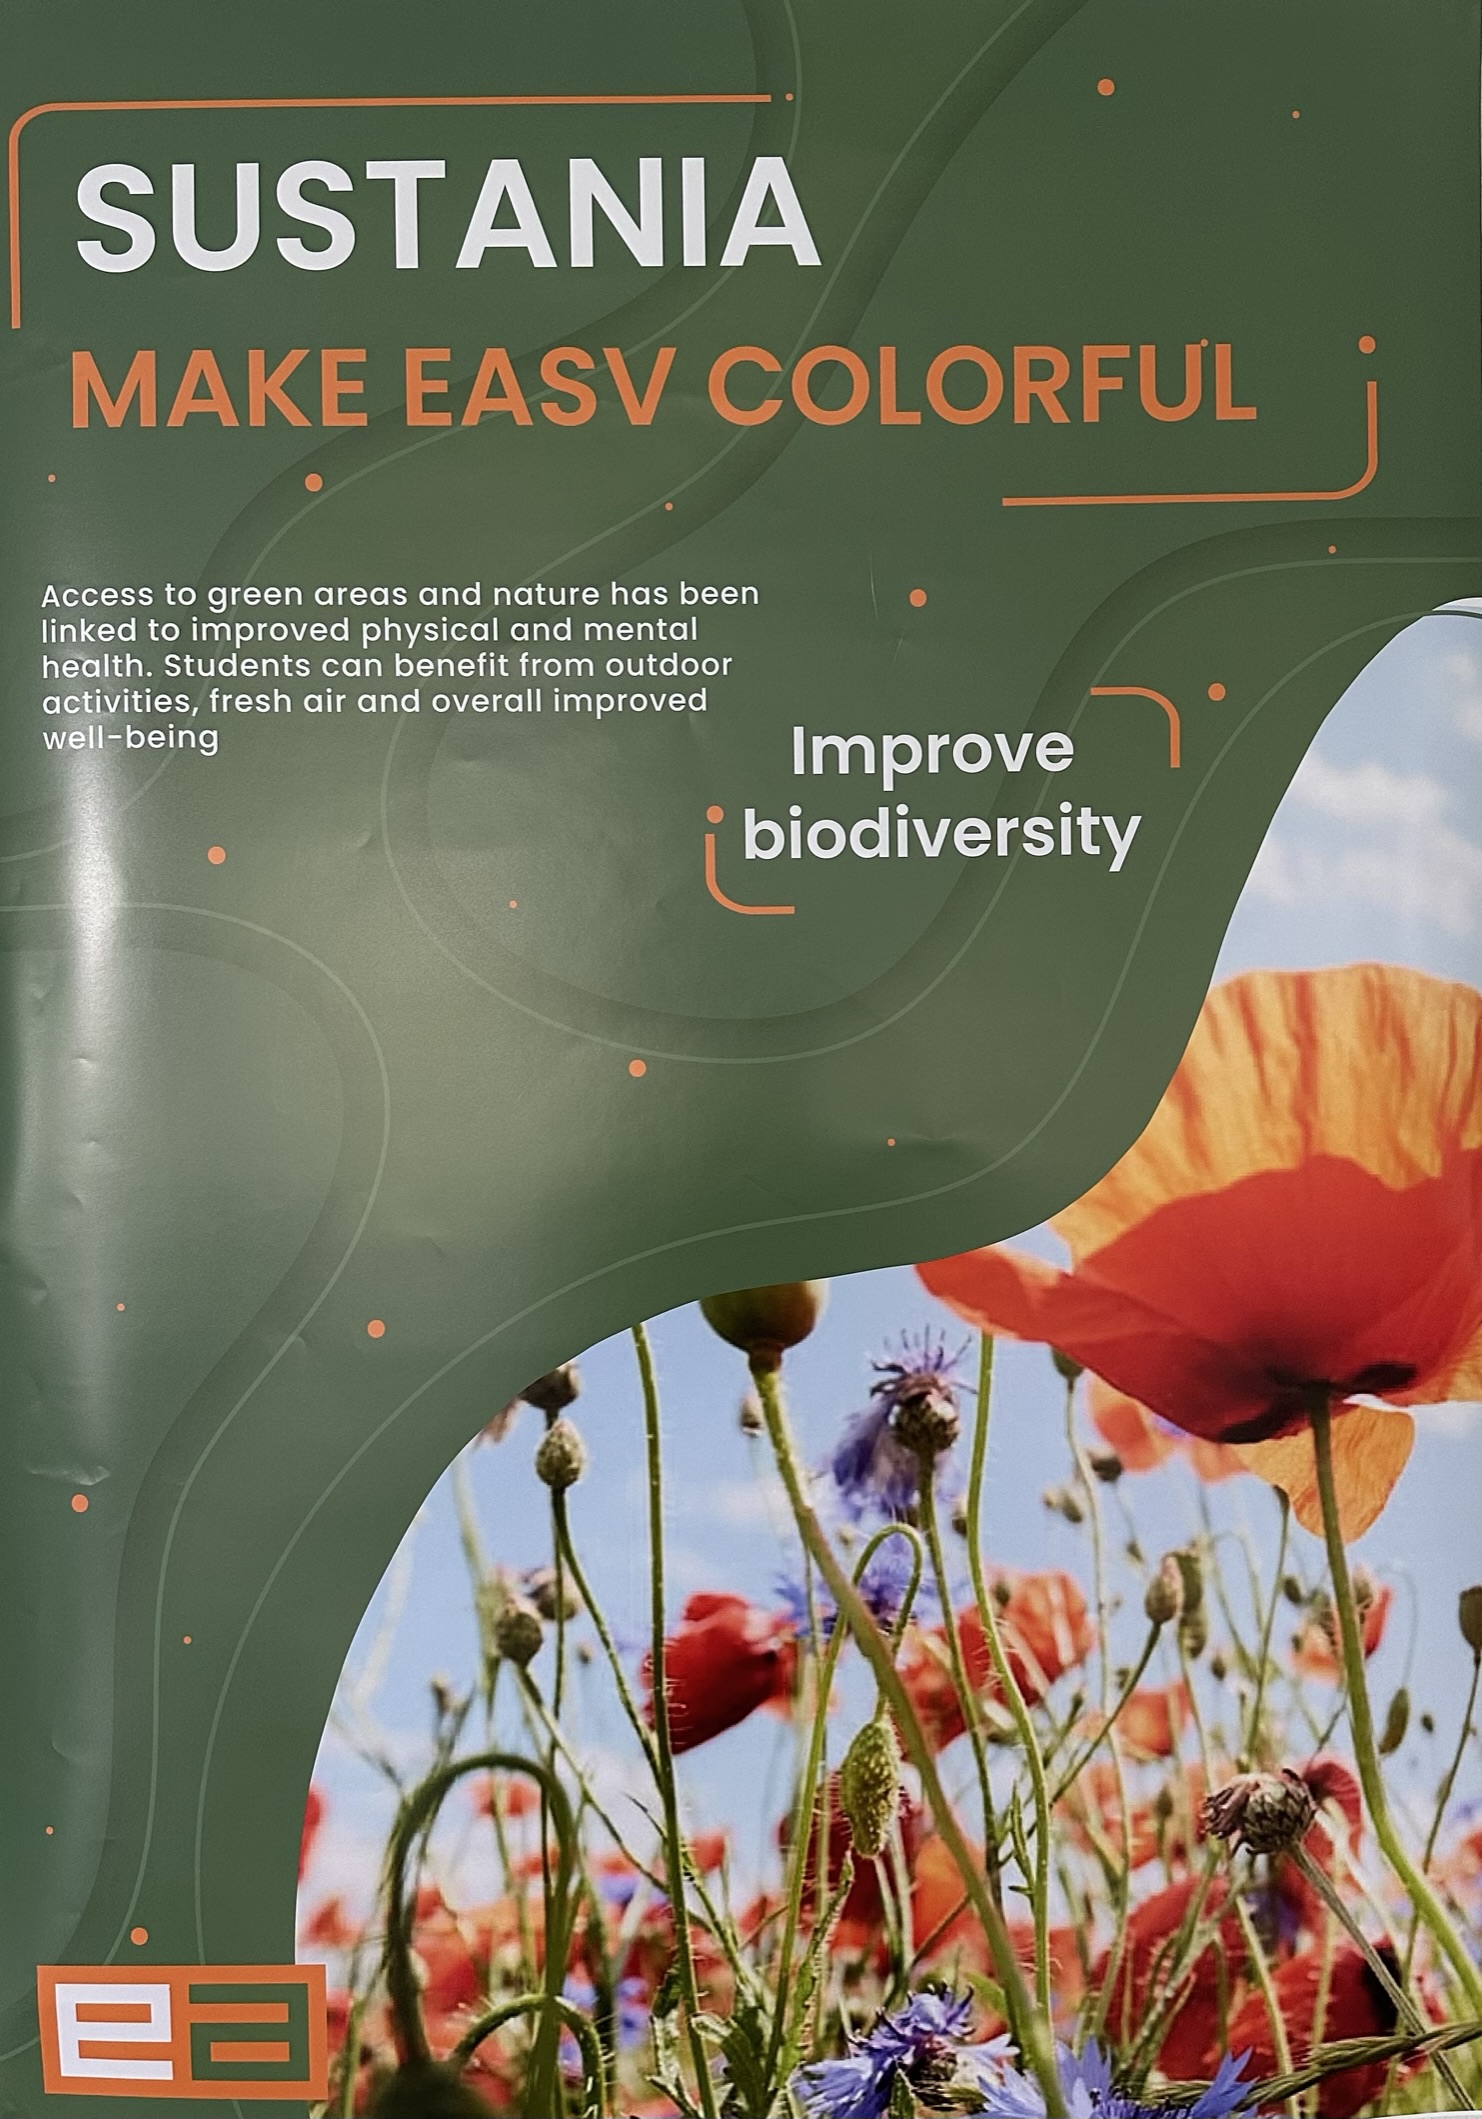 SUSTANIA
MAKE EASV COLORFUL
Access to green areas and nature has been
linked to improved physical and mental
health. Students can benefit from outdoor
activities, fresh air and overall improved
well-being
Improve
biodiversity
ea